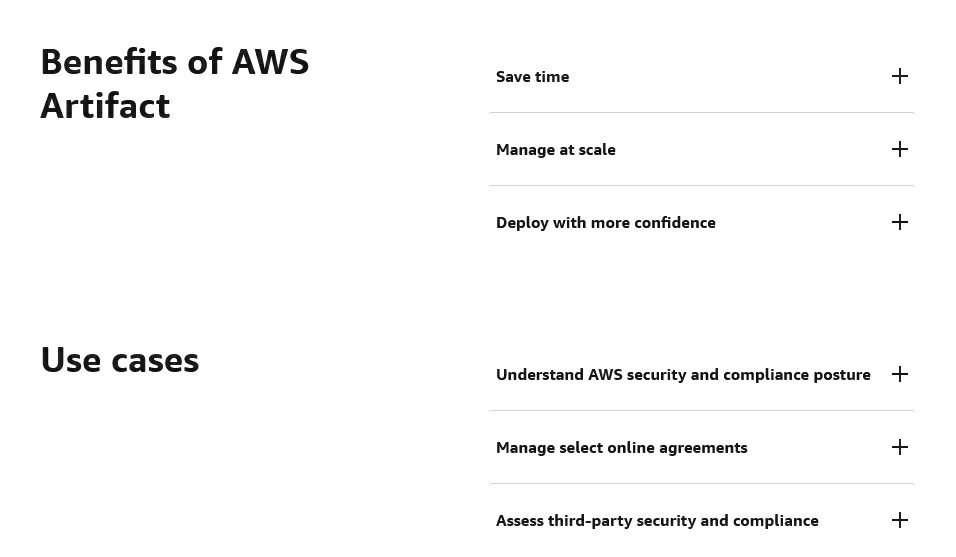 Benefits of AWS
Artifact
Save time
Manage at scale
Deploy with more confidence
Use cases
Understand AWS security and compliance posture
Manage select online agreements
Assess third-party security and compliance